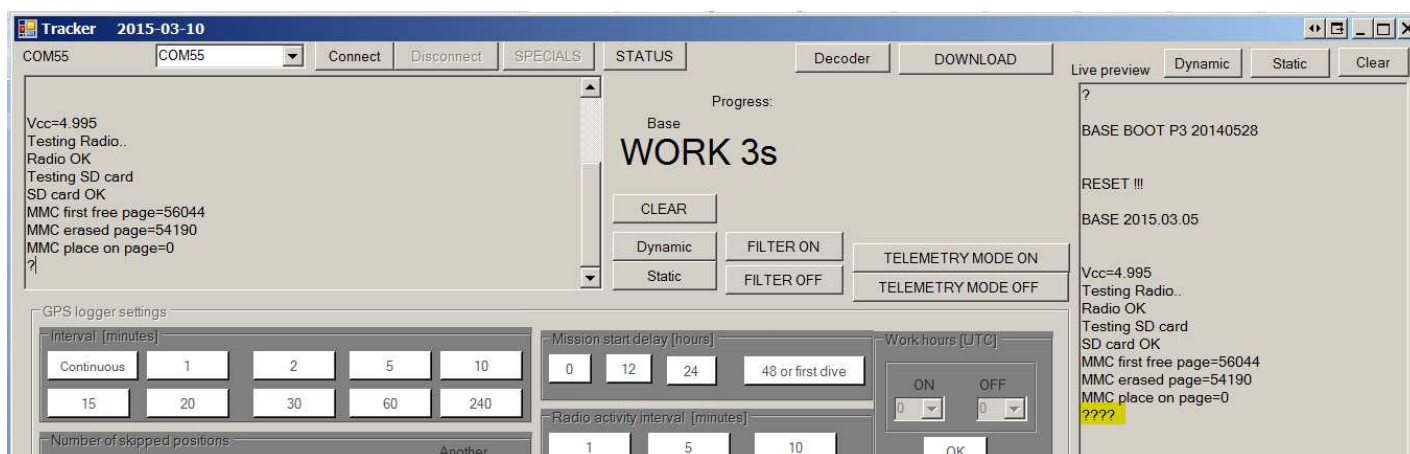 Tracker 2015-03-10
COM55 COM55 Connect Disconnect SPECIALS STATUS Decoder DOWNLOAD
Live preview Dynamic Static Clear
Vcc=4.995
Testing Radio..
Radio OK
Testing SD card
SD card OK
MMC first free page=56044
MMC erased page=54190
MMC place on page=0
?
Progress:
Base
WORK 3s
CLEAR
Dynamic FILTER ON TELEMETRY MODE ON
Static FILTER OFF TELEMETRY MODE OFF
?
BASE BOOT P3 20140528
RESET !!!
BASE 2015.03.05
Vcc=4.995
Testing Radio..
Radio OK
Testing SD card
SD card OK
MMC first free page=56044
MMC erased page=54190
MMC place on page=0
????
GPS logger settings
Interval [minutes]
Continuous 1 2 5 10
15 20 30 60 240
Number of skipped positions
Another
Mission start delay [hours]
0 12 24 48 or first dive
Radio activity interval [minutes]
1 5 10
Work hours [UTC]
ON OFF
0 0
OK